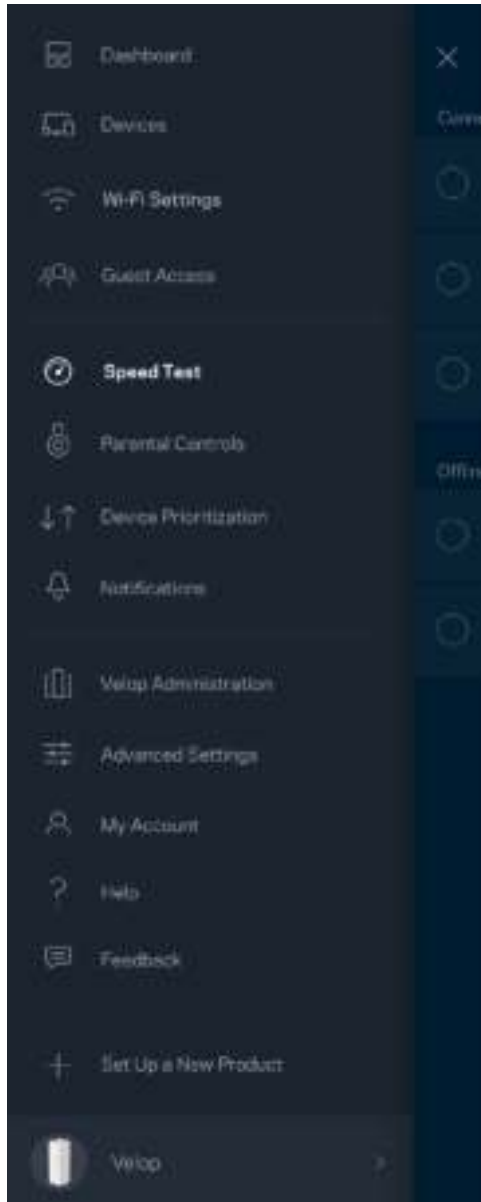 Dashboard
Devices
Wi-Fi Settings
Guest Access
Speed Test
Parental Controls
Device Prioritization
Notifications
Velop Administration
Advanced Settings
My Account
Help
Feedback
Set Up a New Product
Velop